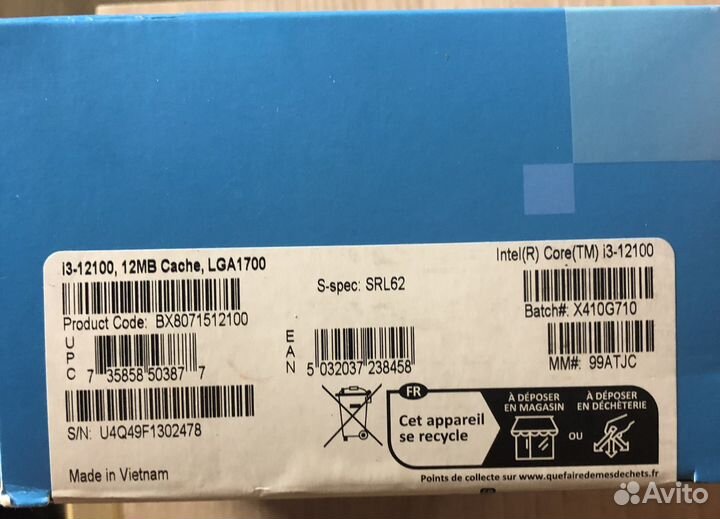 i3-12100, 12MB Cache, LGA1700
Intel(R) Core(TM) i3-12100
S-spec: SRL62
Product Code: BX8071512100
Batch#: X410G710
UPC
7 35858 50387 7
EAN
5 032037 238458
MM#: 99ATJC
S/N: U4Q49F1302478
FR
Cet appareil
se recycle
À DÉPOSER
EN MAGASIN
OU
À DÉPOSER
EN DÉCHÈTERIE
Points de collecte sur www.quefairedemesdechets.fr
Made in Vietnam
Avito